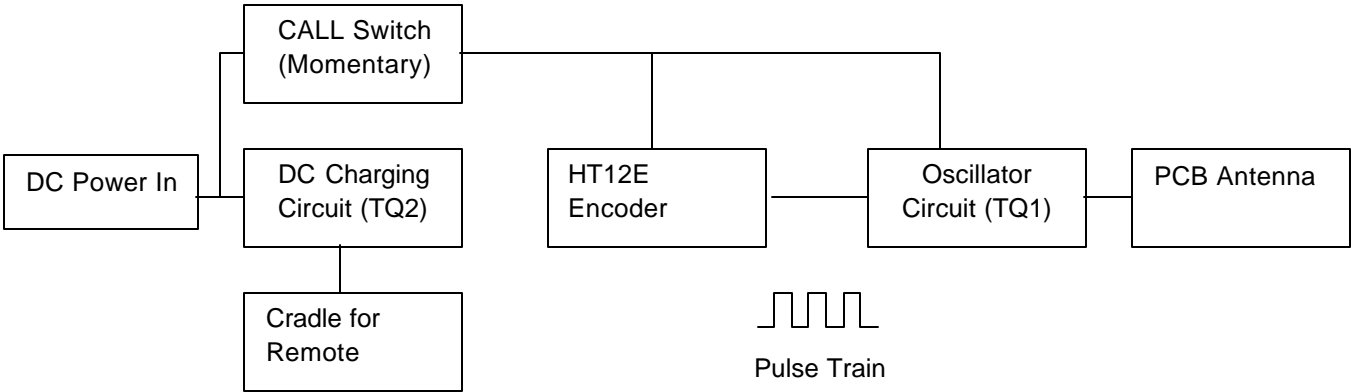 CALL Switch
(Momentary)
DC Power In
DC Charging
Circuit (TQ2)
HT12E
Encoder
Oscillator
Circuit (TQ1)
PCB Antenna
Cradle for
Remote
Pulse Train